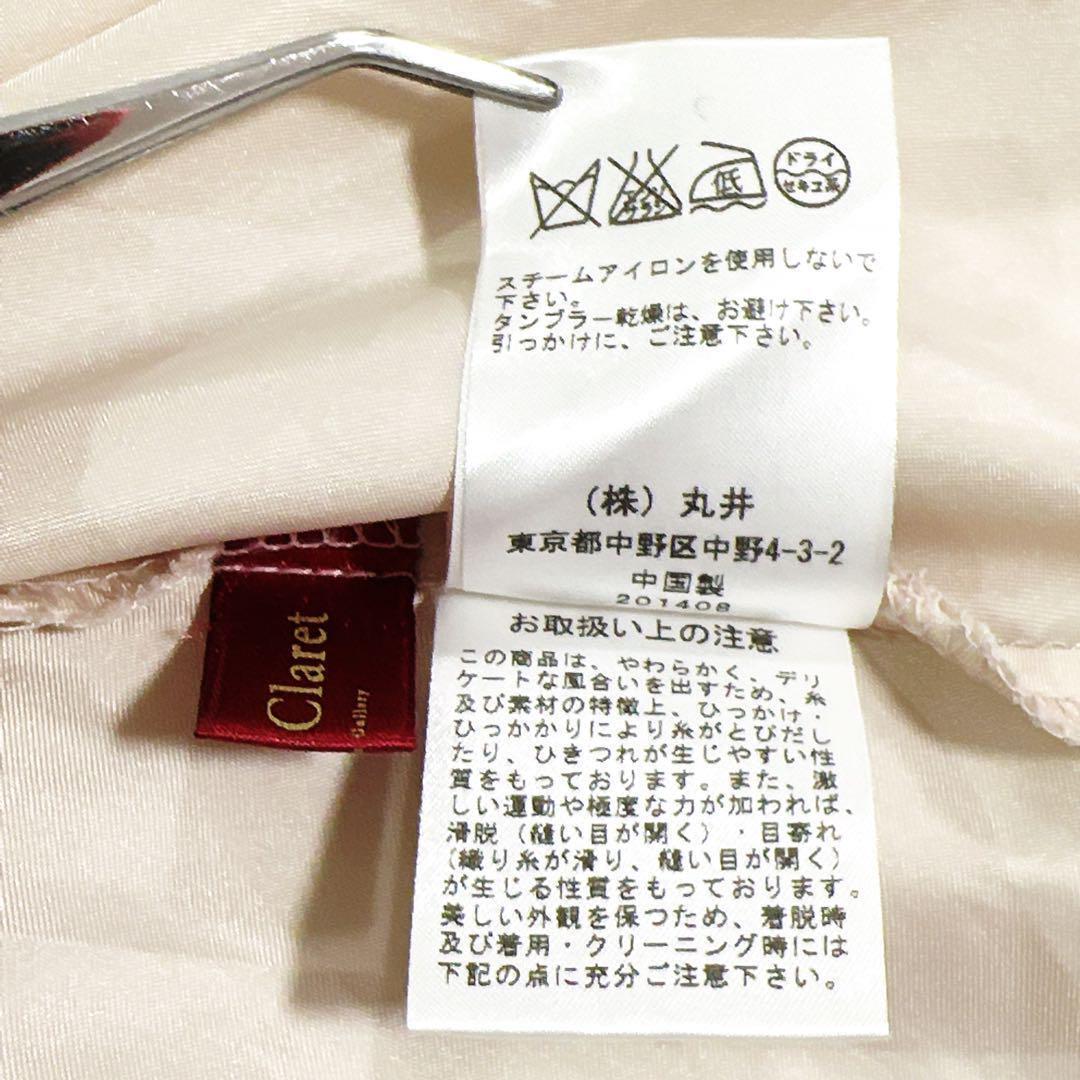 エンソ
サラシ
低
ドライ
セキユ系
スチームアイロンを使用しないで
下さい。
タンブラー乾燥は、お避け下さい。
引っかけに、ご注意下さい。
(株) 丸井
東京都中野区中野4-3-2
中国製
201408
お取扱い上の注意
この商品は、やわらかく、デリ
ケートな風合いを出すため、糸
及び素材の特徴上、ひっかけ・
ひっかかりにより糸がとびだし
たり、ひきつれが生じやすい性
質をもっております。また、激
しい運動や極度な力が加われば、
滑脱 (縫い目が開く) ・目寄れ
(織り糸が滑り、縫い目が開く)
が生じる性質をもっております。
美しい外観を保つため、着脱時
及び着用・クリーニング時には
下記の点に充分ご注意下さい。
Claret
Gallery